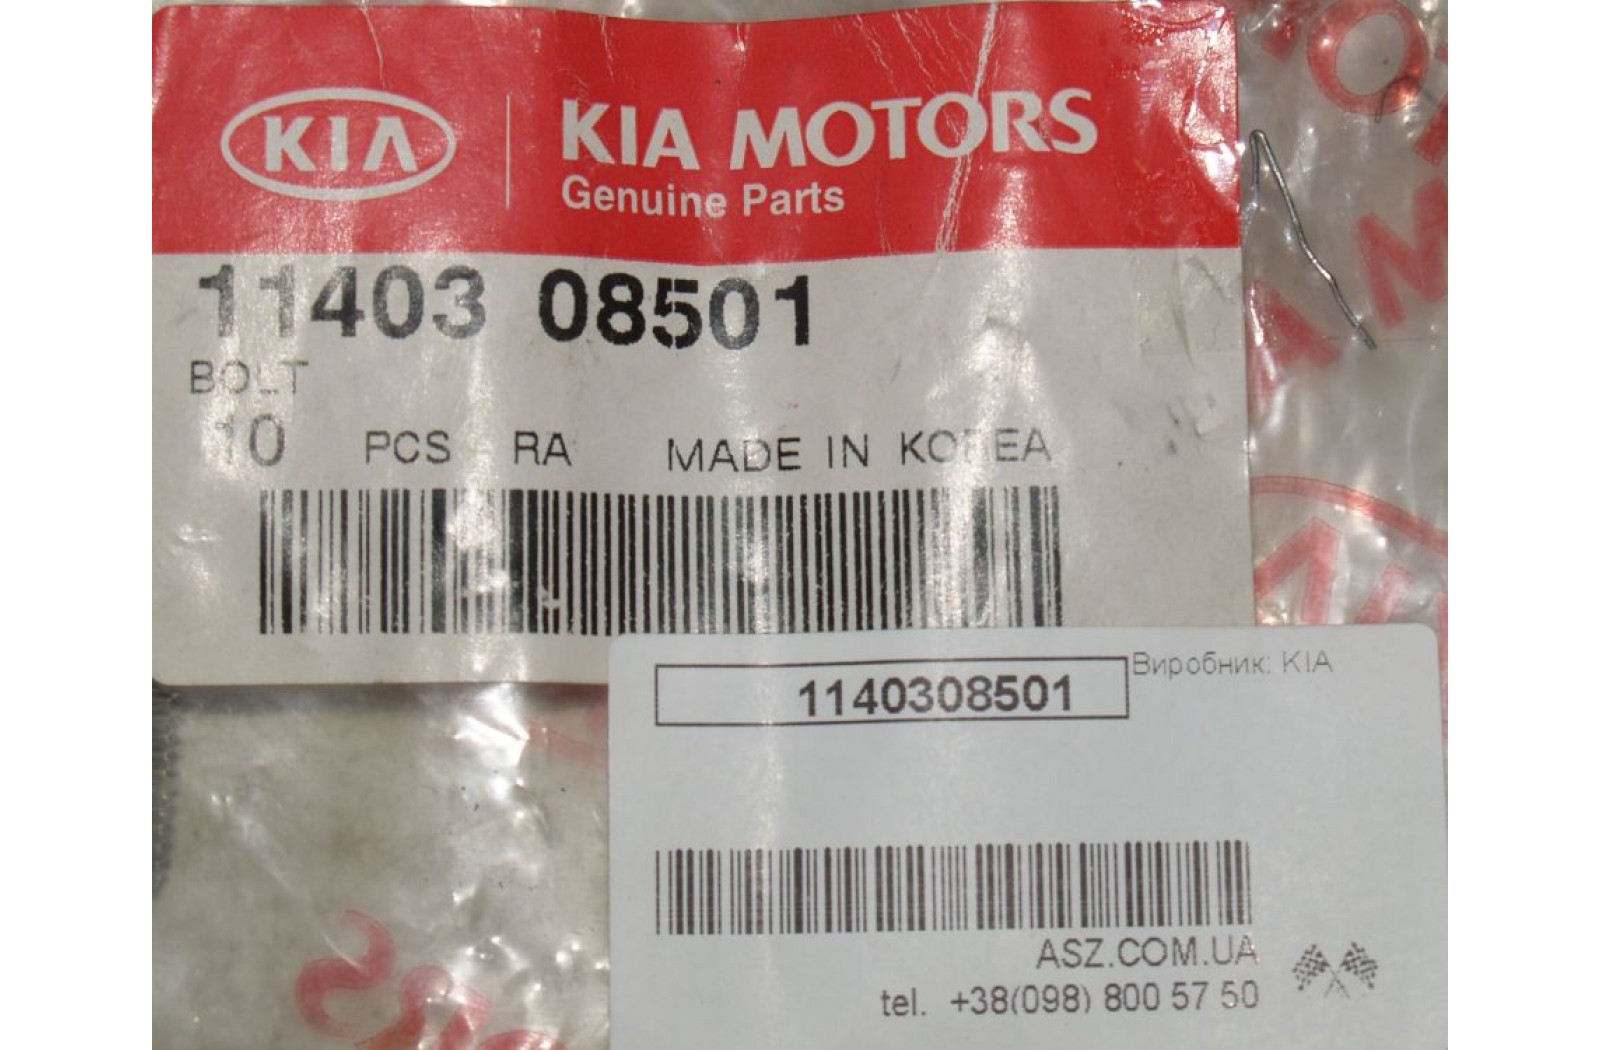 KIA KIA MOTORS
Genuine Parts
11403 08501
BOLT
10 PCS RA MADE IN KOREA
1140308501
Виробник: KIA
ASZ.COM.UA
tel. +38(098) 800 57 50